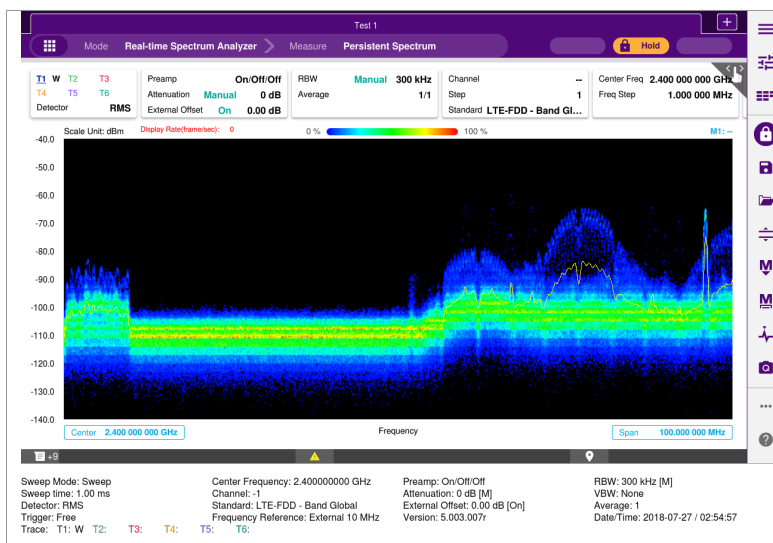 Test 1
+
Mode Real-time Spectrum Analyzer Measure Persistent Spectrum Hold
T1 W T2 T3
T4 T5 T6
Detector RMS
Preamp On/Off/Off
Attenuation Manual 0 dB
External Offset On 0.00 dB
RBW Manual 300 kHz
Average 1/1
Channel --
Step 1
Standard LTE-FDD - Band Gl...
Center Freq 2.400 000 000 GHz
Freq Step 1.000 000 MHz
Scale Unit: dBm Display Rate(frame/sec): 0 0 % 100 % M1: --
-40.0
-50.0
-60.0
-70.0
-80.0
-90.0
-100.0
-110.0
-120.0
-130.0
-140.0
Center 2.400 000 000 GHz Frequency Span 100.000 000 MHz
+9
M
M
?
Sweep Mode: Sweep
Sweep time: 1.00 ms
Detector: RMS
Trigger: Free
Trace: T1: W T2: T3: T4: T5: T6:
Center Frequency: 2.400000000 GHz
Channel: -1
Standard: LTE-FDD - Band Global
Frequency Reference: External 10 MHz
Preamp: On/Off/Off
Attenuation: 0 dB [M]
External Offset: 0.00 dB [On]
Version: 5.003.007r
RBW: 300 kHz [M]
VBW: None
Average: 1
Date/Time: 2018-07-27 / 02:54:57